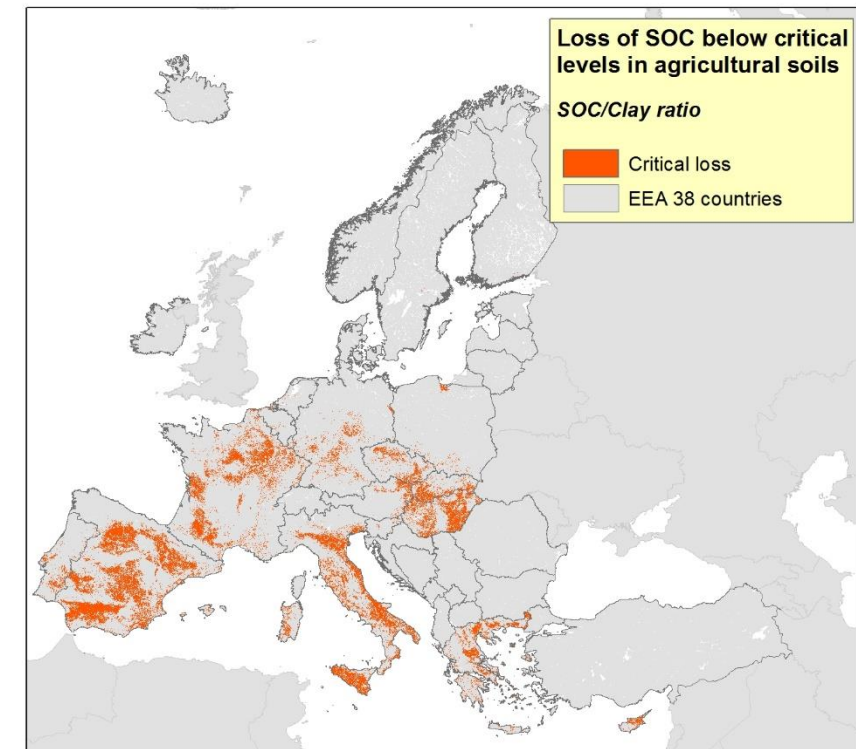 Loss of SOC below critical
levels in agricultural soils
SOC/Clay ratio
Critical loss
EEA 38 countries